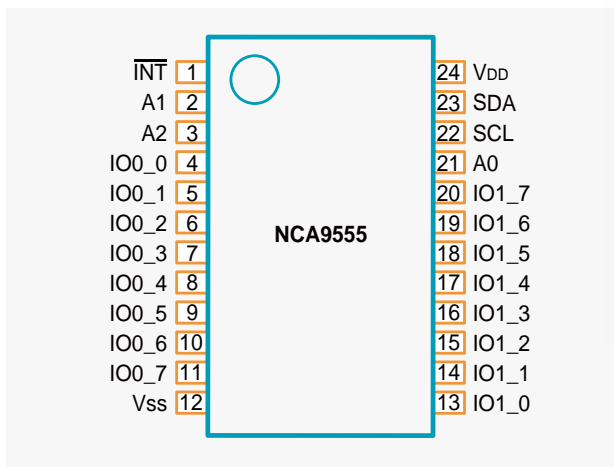 INT 1 24 VDD
A1 2 23 SDA
A2 3 22 SCL
IO0_0 4 21 A0
IO0_1 5 20 IO1_7
IO0_2 6 19 IO1_6
NCA9555
IO0_3 7 18 IO1_5
IO0_4 8 17 IO1_4
IO0_5 9 16 IO1_3
IO0_6 10 15 IO1_2
IO0_7 11 14 IO1_1
Vss 12 13 IO1_0